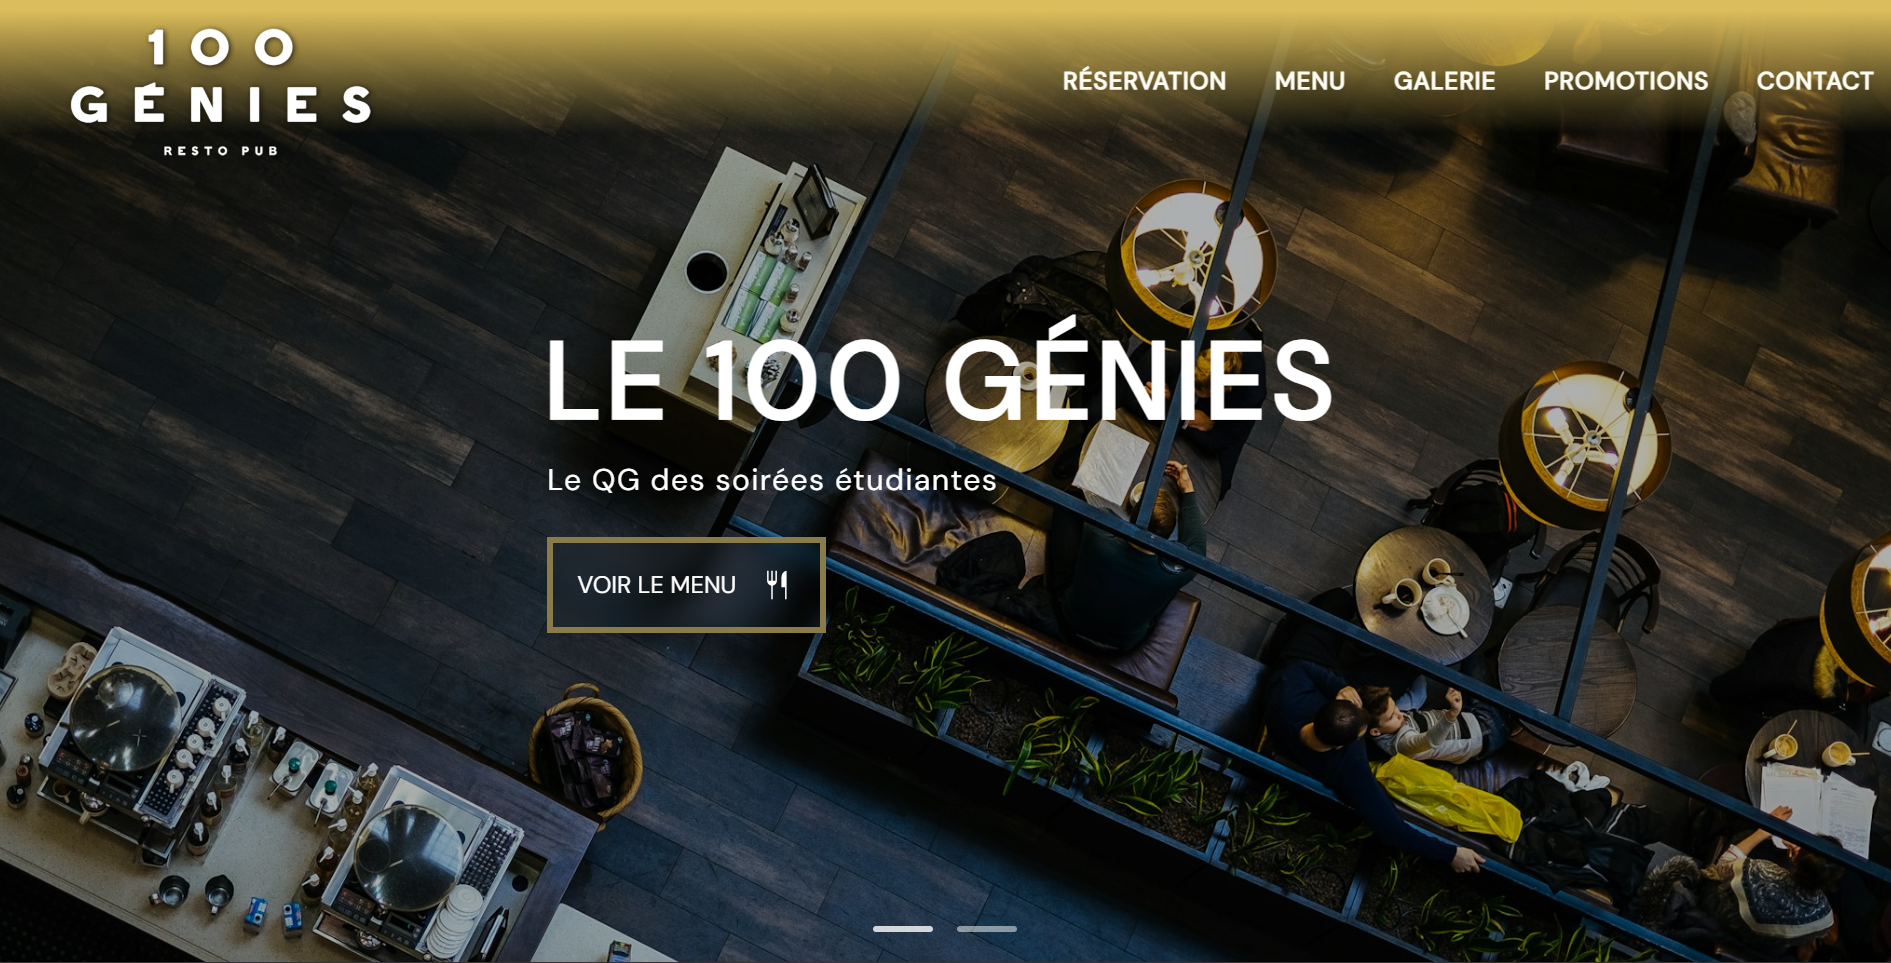 100
GÉNIES
RESTO PUB
RÉSERVATION MENU GALERIE PROMOTIONS CONTACT
LE 100 GÉNIES
Le QG des soirées étudiantes
VOIR LE MENU